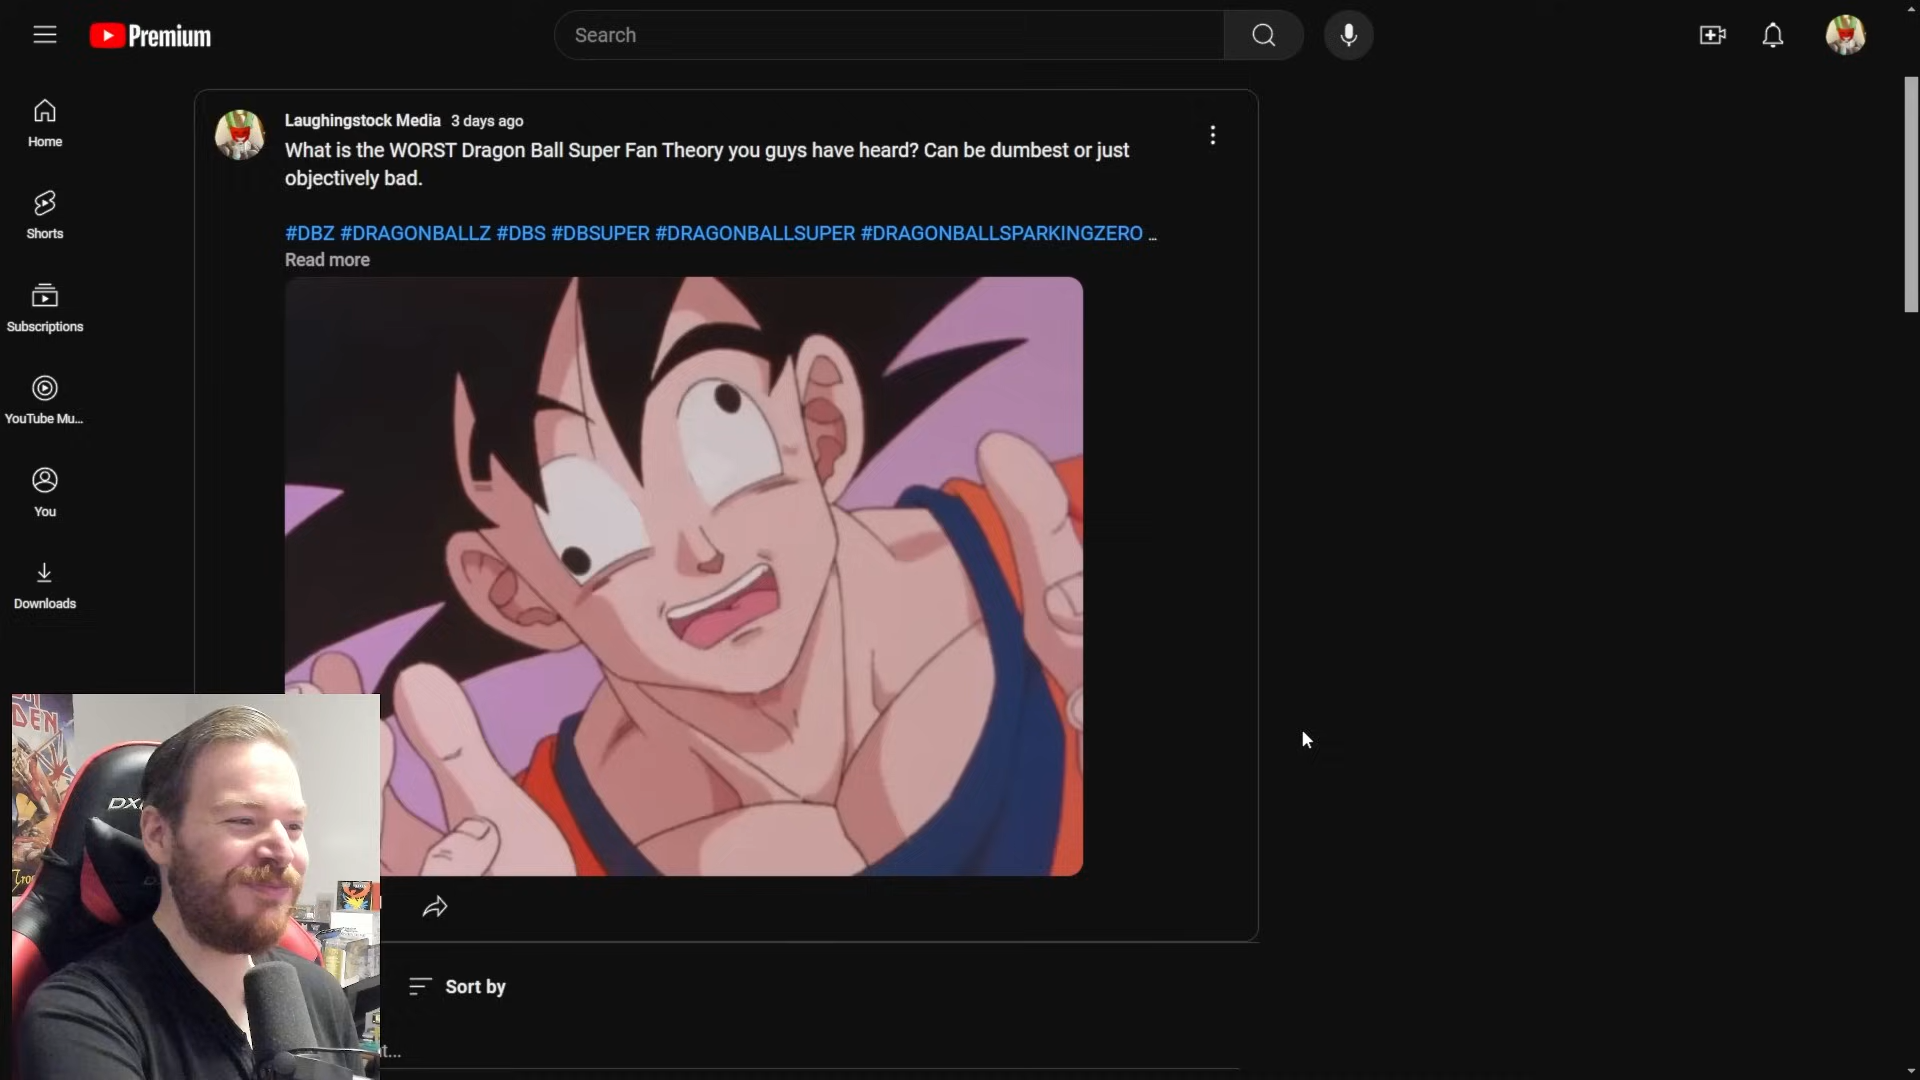 Premium
Search
Home
Shorts
Subscriptions
YouTube Mu...
You
Downloads
Laughingstock Media 3 days ago
What is the WORST Dragon Ball Super Fan Theory you guys have heard? Can be dumbest or just
objectively bad.
#DBZ #DRAGONBALLZ #DBS #DBSUPER #DRAGONBALLSUPER #DRAGONBALLSPARKINGZERO ...
Read more
DEN
DX
Sort by
t...